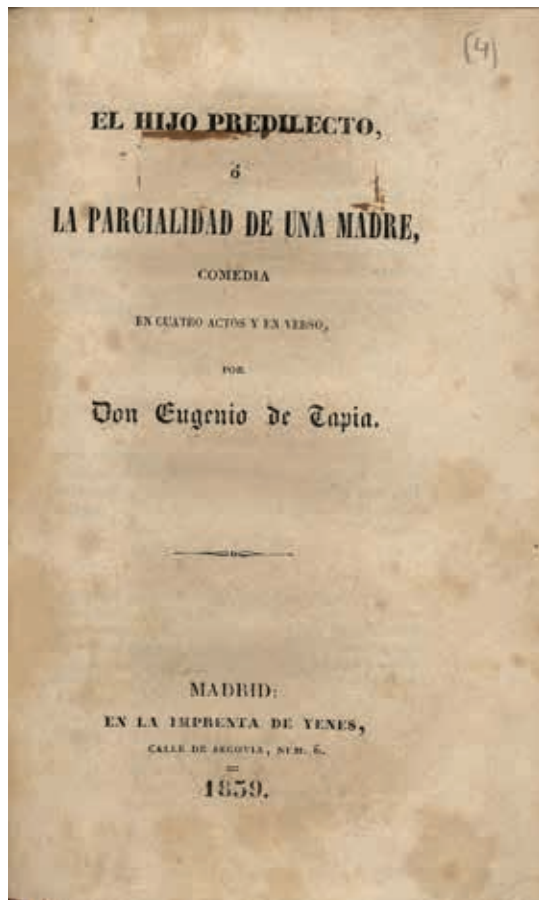 (4)
EL HIJO PREDILECTO,
ó
LA PARCIALIDAD DE UNA MADRE,
COMEDIA
EN CUATRO ACTOS Y EN VERSO,
POR
Don Eugenio de Tapia.
MADRID:
EN LA IMPRENTA DE YENES,
CALLE DE SEGOVIA, NUM. 6.
1839.